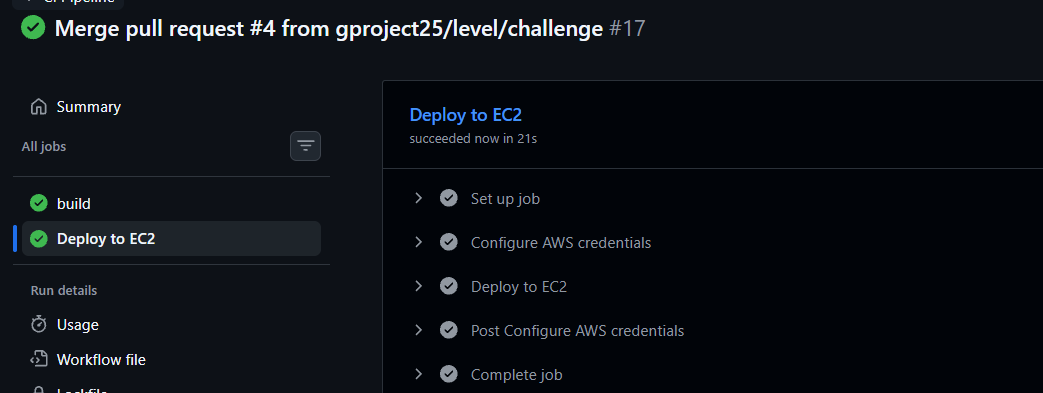 CI Pipeline
Merge pull request #4 from gproject25/level/challenge #17
Summary
All jobs
build
Deploy to EC2
Run details
Usage
Workflow file
Deploy to EC2
succeeded now in 21s
Set up job
Configure AWS credentials
Deploy to EC2
Post Configure AWS credentials
Complete job